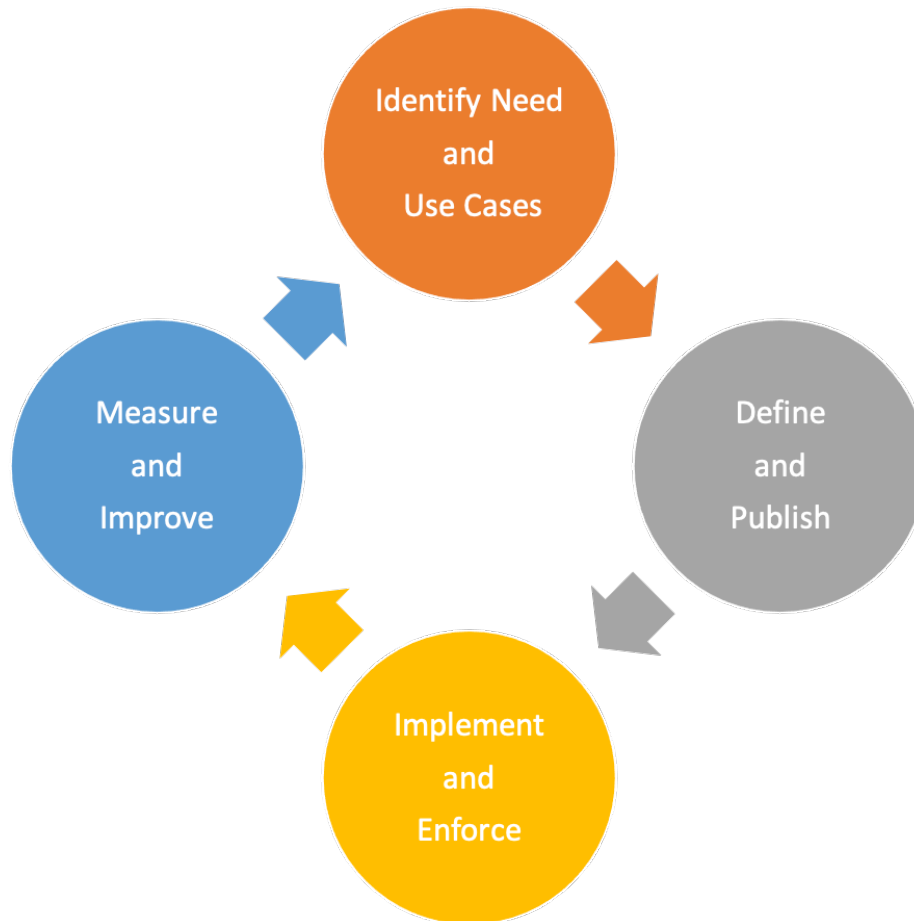 Identify Need
and
Use Cases
Define
and
Publish
Implement
and
Enforce
Measure
and
Improve